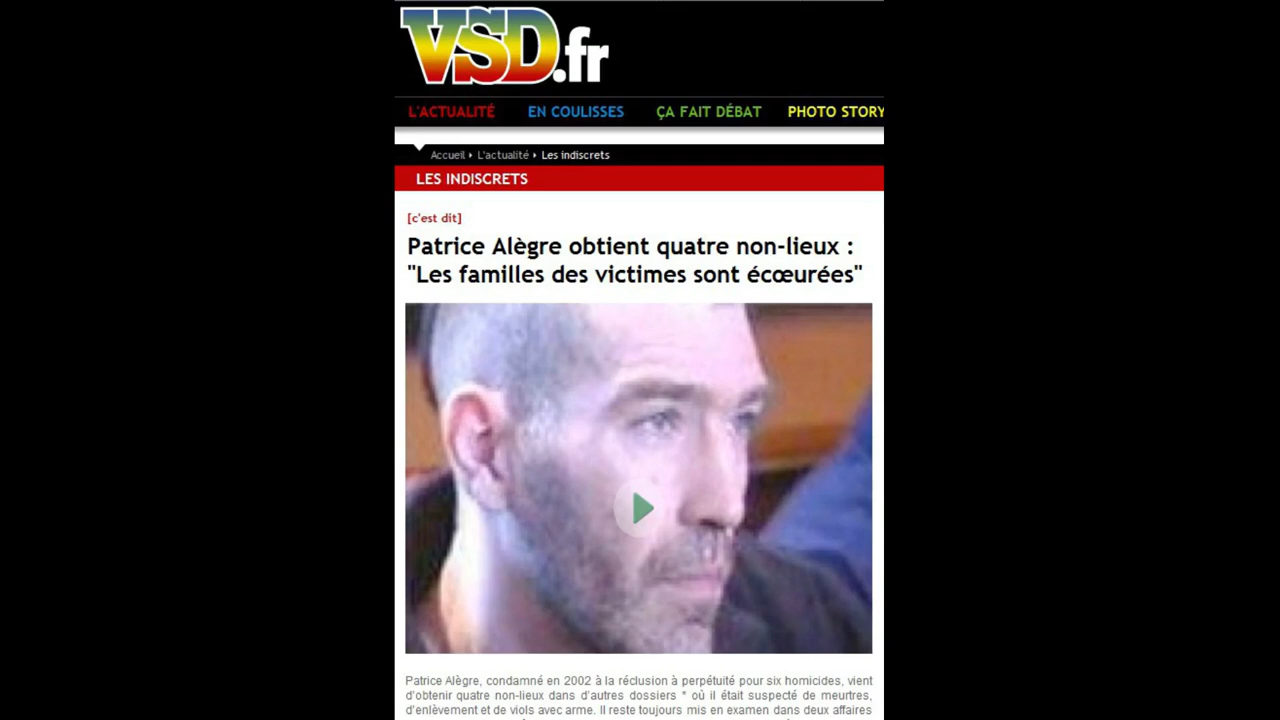 VSD.fr
L'ACTUALITÉ EN COULISSES ÇA FAIT DÉBAT PHOTO STORY
Accueil L'actualité Les indiscrets
LES INDISCRETS
[c'est dit]
Patrice Alègre obtient quatre non-lieux :
"Les familles des victimes sont écœurées"
Patrice Alègre, condamné en 2002 à la réclusion à perpétuité pour six homicides, vient
d'obtenir quatre non-lieux dans d'autres dossiers * où il était suspecté de meurtres,
d'enlèvement et de viols avec arme. Il reste toujours mis en examen dans deux affaires